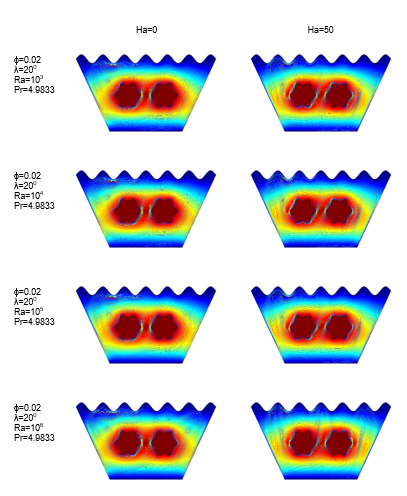 Ha=0
Ha=50
ϕ=0.02
λ=20⁰
Ra=10³
Pr=4.9833
ϕ=0.02
λ=20⁰
Ra=10⁴
Pr=4.9833
ϕ=0.02
λ=20⁰
Ra=10⁵
Pr=4.9833
ϕ=0.02
λ=20⁰
Ra=10⁶
Pr=4.9833